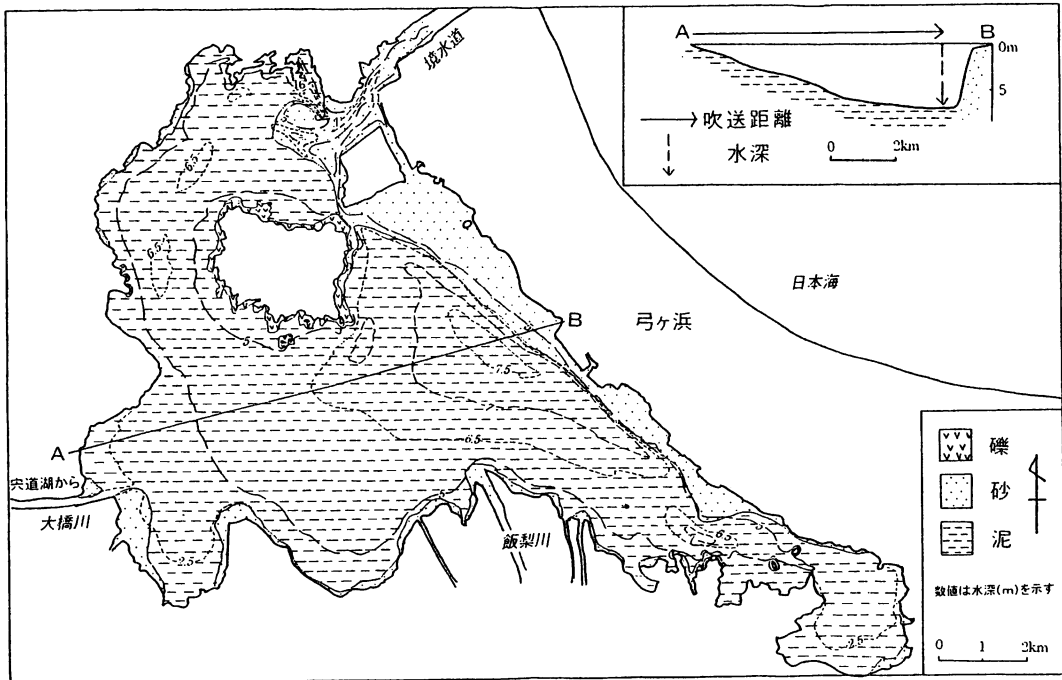 境水道
A
B
0m
5
吹送距離
水深
0 2km
6.5
6.5
5
日本海
弓ヶ浜
B
7.5
6.5
A
宍道湖から
大橋川
2.5
5
飯梨川
6.5
5
2.5
礫
砂
泥
数値は水深(m)を示す
0 1 2km